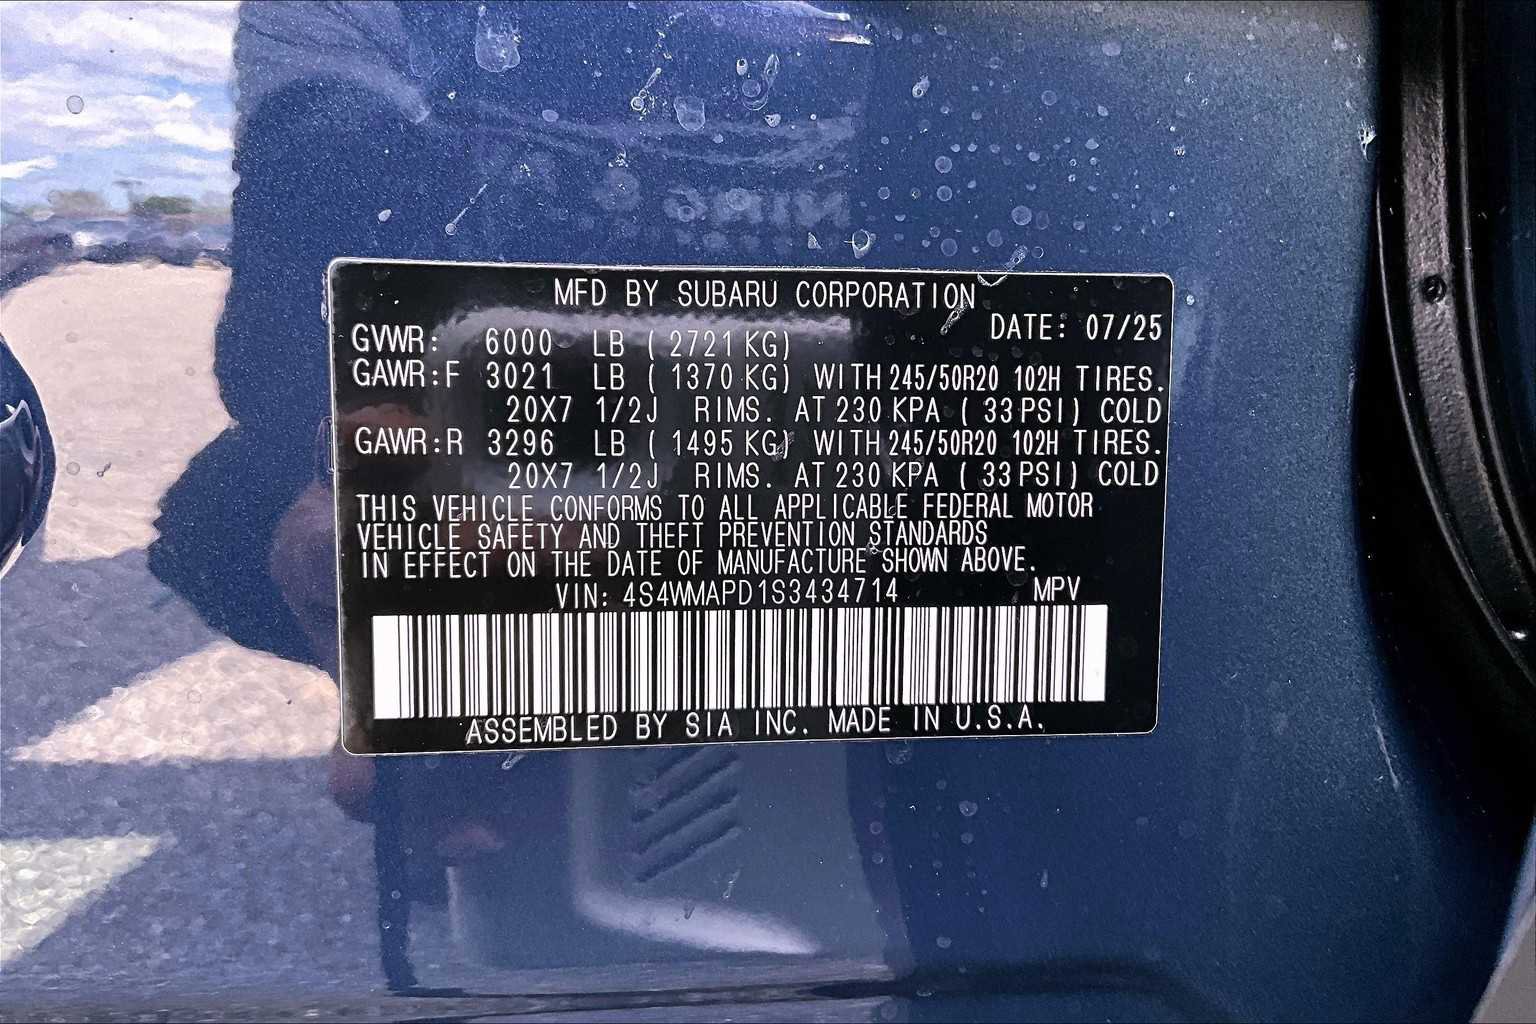 MFD BY SUBARU CORPORATION
DATE: 07/25
GVWR: 6000 LB ( 2721 KG)
GAWR:F 3021 LB ( 1370 KG) WITH 245/50R20 102H TIRES.
20X7 1/2J RIMS. AT 230 KPA ( 33 PSI) COLD
GAWR:R 3296 LB ( 1495 KG) WITH 245/50R20 102H TIRES.
20X7 1/2J RIMS. AT 230 KPA ( 33 PSI) COLD
THIS VEHICLE CONFORMS TO ALL APPLICABLE FEDERAL MOTOR
VEHICLE SAFETY AND THEFT PREVENTION STANDARDS
IN EFFECT ON THE DATE OF MANUFACTURE SHOWN ABOVE.
VIN: 4S4WMAPD1S3434714 MPV
ASSEMBLED BY SIA INC. MADE IN U.S.A.